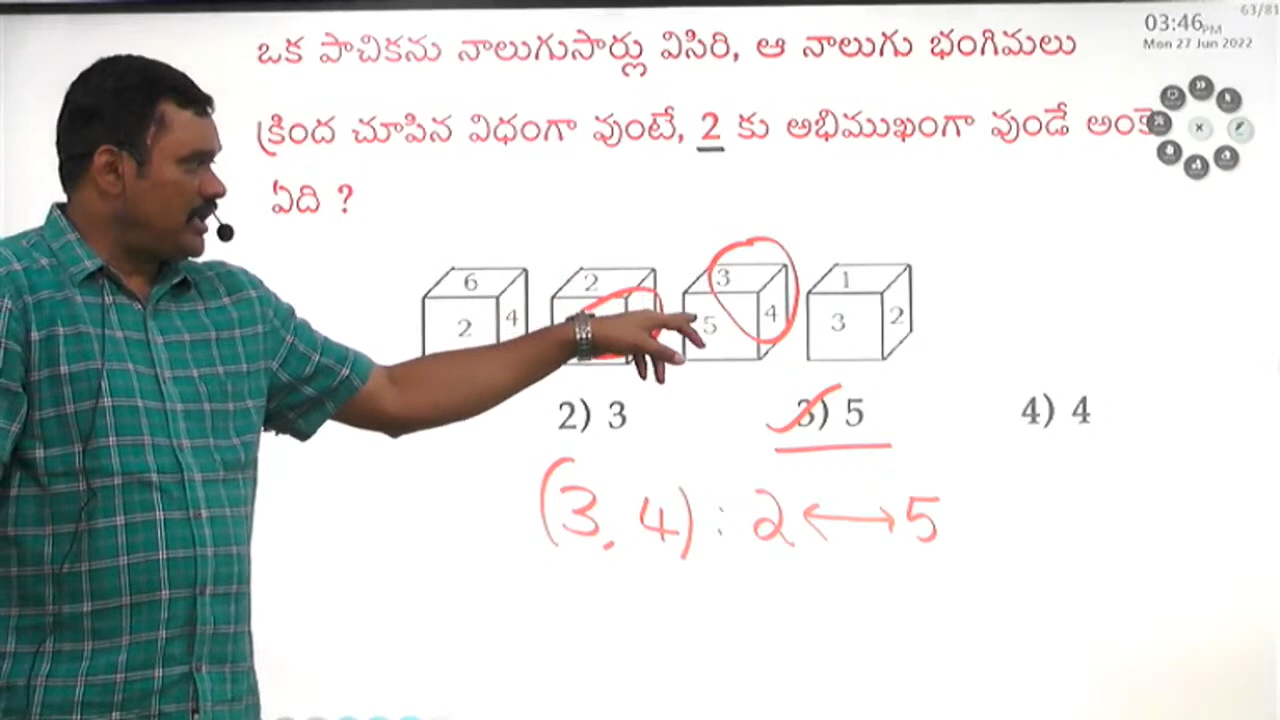 63/81
03:46PM
Mon 27 Jun 2022
ఒక పాచికను నాలుగుసార్లు విసిరి, ఆ నాలుగు భంగిమలు
క్రింద చూపిన విధంగా వుంటే, 2 కు అభిముఖంగా వుండే అంకె
ఏది ?
6 2 3 1
2 4 5 4 3 2
2) 3 3) 5 4) 4
(3, 4) : 2 ↔ 5